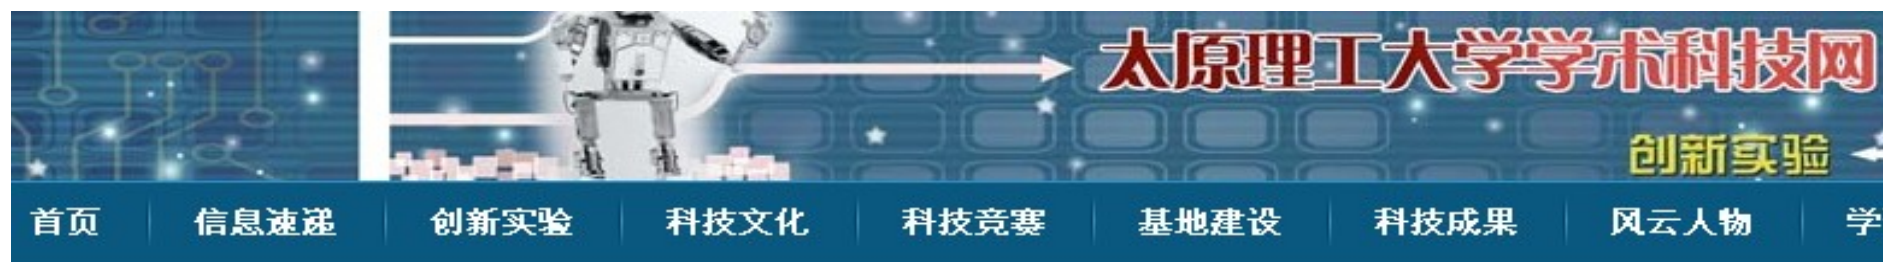 太原理工大学学术科技网
创新实验
首页 信息速递 创新实验 科技文化 科技竞赛 基地建设 科技成果 风云人物 学